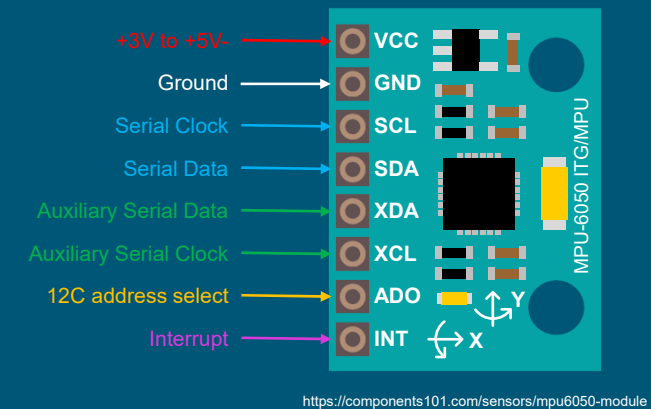 +3V to +5V-
VCC
Ground
GND
Serial Clock
SCL
Serial Data
SDA
Auxiliary Serial Data
XDA
Auxiliary Serial Clock
XCL
12C address select
ADO
Interrupt
INT
X
Y
MPU-6050 ITG/MPU
https://components101.com/sensors/mpu6050-module